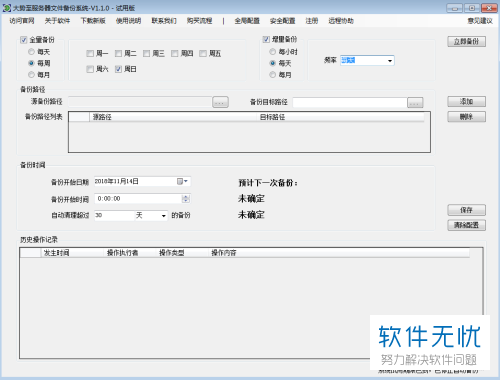 大势至服务器文件备份系统-V1.1.0 - 试用版
访问官网 关于软件 下载新版 使用说明 联系我们 购买流程 | 全局配置 安全配置 注册 远程协助 意见建议
全量备份
每天
每周
每月
周一 周二 周三 周四 周五
周六 周日
增量备份
每小时
每天
每月
频率
立即备份
备份路径
源备份路径 ... 备份目标路径 ... 添加
备份路径列表 源路径 目标路径 删除
备份时间
备份开始日期 2018年11月14日
备份开始时间 0:00:00
自动清理超过 30 天 的备份
预计下一次备份：
未确定
未确定
保存
清除配置
历史操作记录
发生时间 操作执行者 操作类型 操作内容
软件无忧
努力解决软件问题